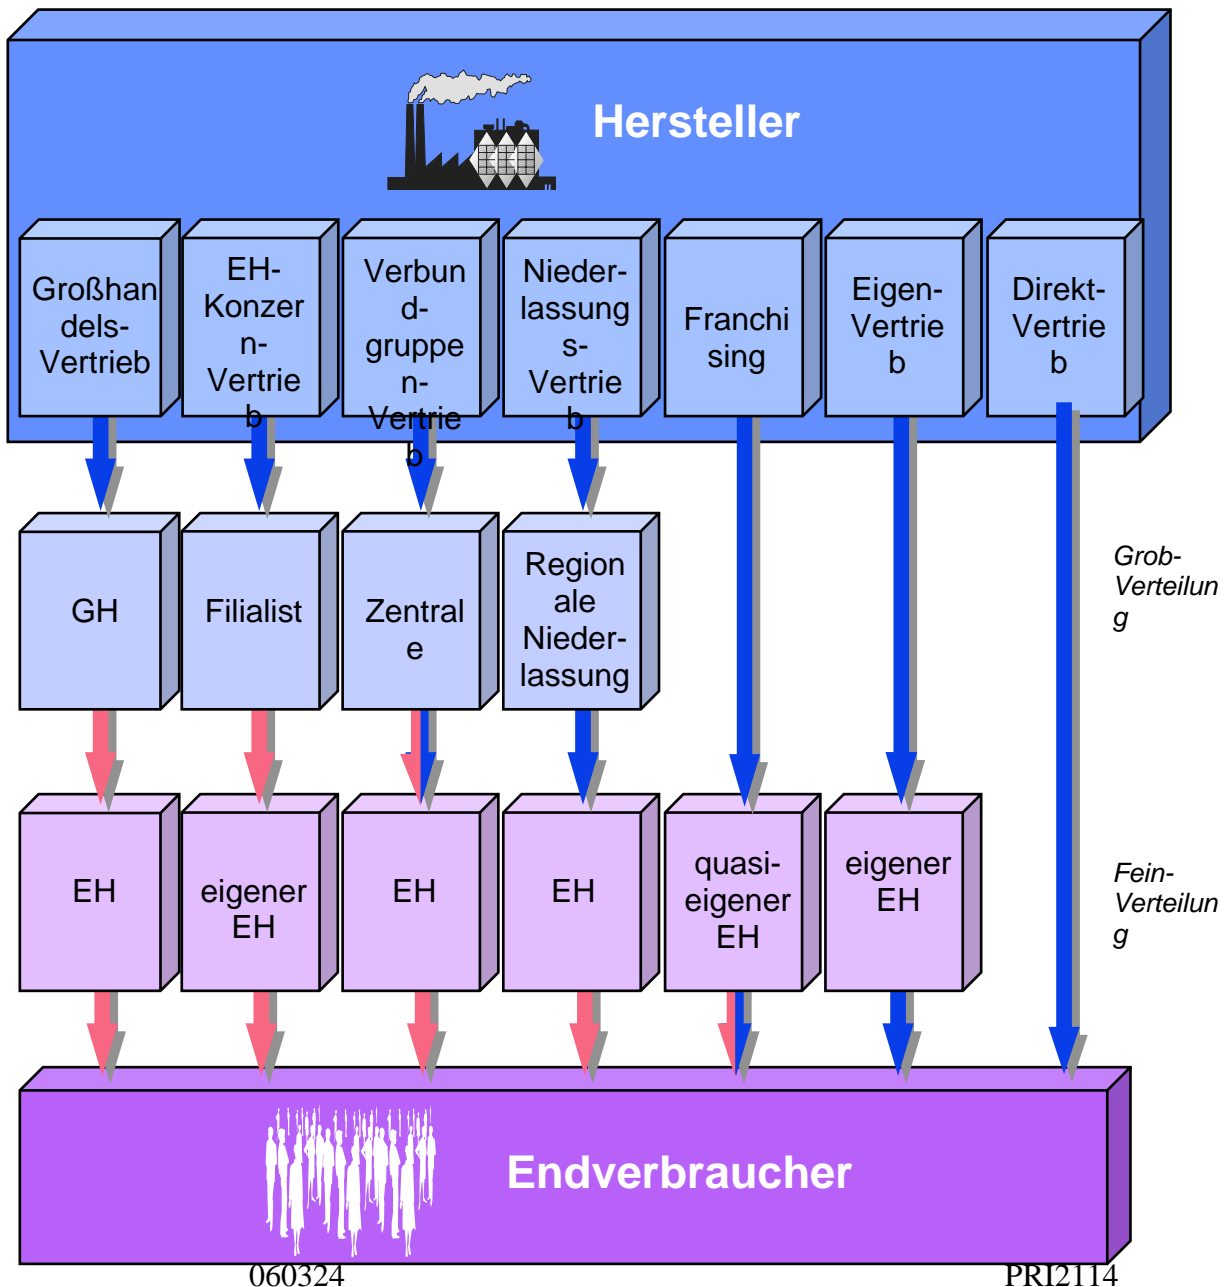 Hersteller
Großhan
dels-
Vertrieb
EH-
Konzer
n-
Vertrie
b
Verbun
d-
gruppe
n-
Vertrie
b
Nieder-
lassung
s-
Vertrie
b
Franchi
sing
Eigen-
Vertrie
b
Direkt-
Vertrie
b
GH
Filialist
Zentral
e
Region
ale
Nieder-
lassung
Grob-
Verteilun
g
EH
eigener
EH
EH
EH
quasi-
eigener
EH
eigener
EH
Fein-
Verteilun
g
Endverbraucher
060324
PRI2114